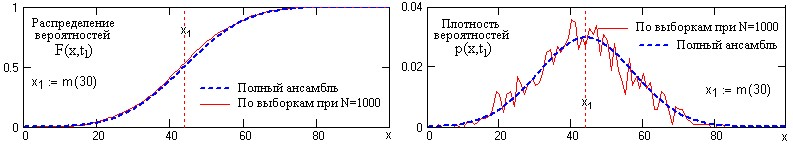 Распределение
вероятностей
F(x,t₁)
x₁
1
0.5
0
x₁ := m(30)
Полный ансамбль
По выборкам при N=1000
0 20 40 60 80 x
Плотность
вероятностей
p(x,t₁)
По выборкам при N=1000
Полный ансамбль
0.04
0.02
0
x₁
x₁ := m(30)
0 20 40 60 80 x